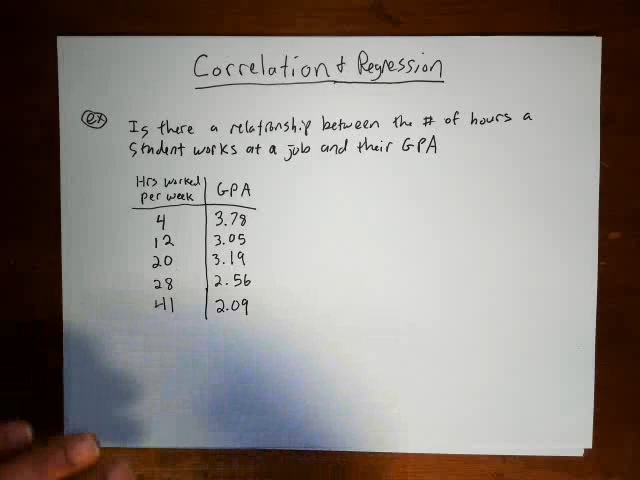 Correlation & Regression
ex Is there a relationship between the # of hours a
student works at a job and their GPA
Hrs worked per week GPA
4 3.78
12 3.05
20 3.19
28 2.56
41 2.09